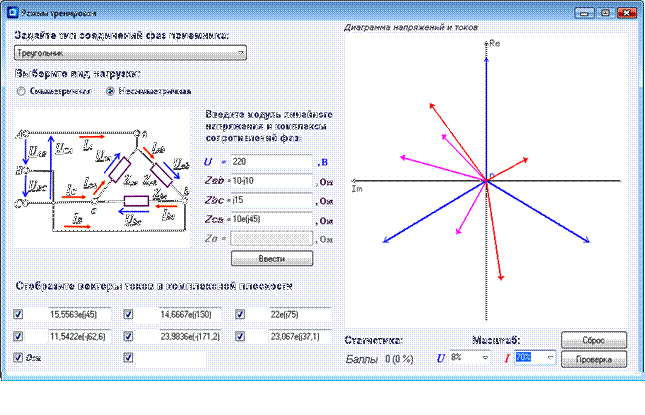 Режим тренировки
Задайте тип соединений фаз приемника:
Треугольник
Выберите вид нагрузки:
Симметричная Несимметричная
Введите модуль линейного
напряжения и комплексы
сопротивлений фаз:
U = 220 , В
Zab = 10-j10 , Ом
Zbc = j15 , Ом
Zca = 10e(j45) , Ом
, Ом
Ввести
Отобразите векторы токов в комплексной плоскости
15,5563e(j45) 14,6667e(j150) 22e(j75)
11,5422e(-j62,6) 23,9836e(-j171,2) 23,067e(j37,1)
Оси
Диаграмма напряжений и токов
Re
Im
Статистика: Масштаб:
Баллы 0 (0 %) U 8% I 70%
Сброс
Проверка